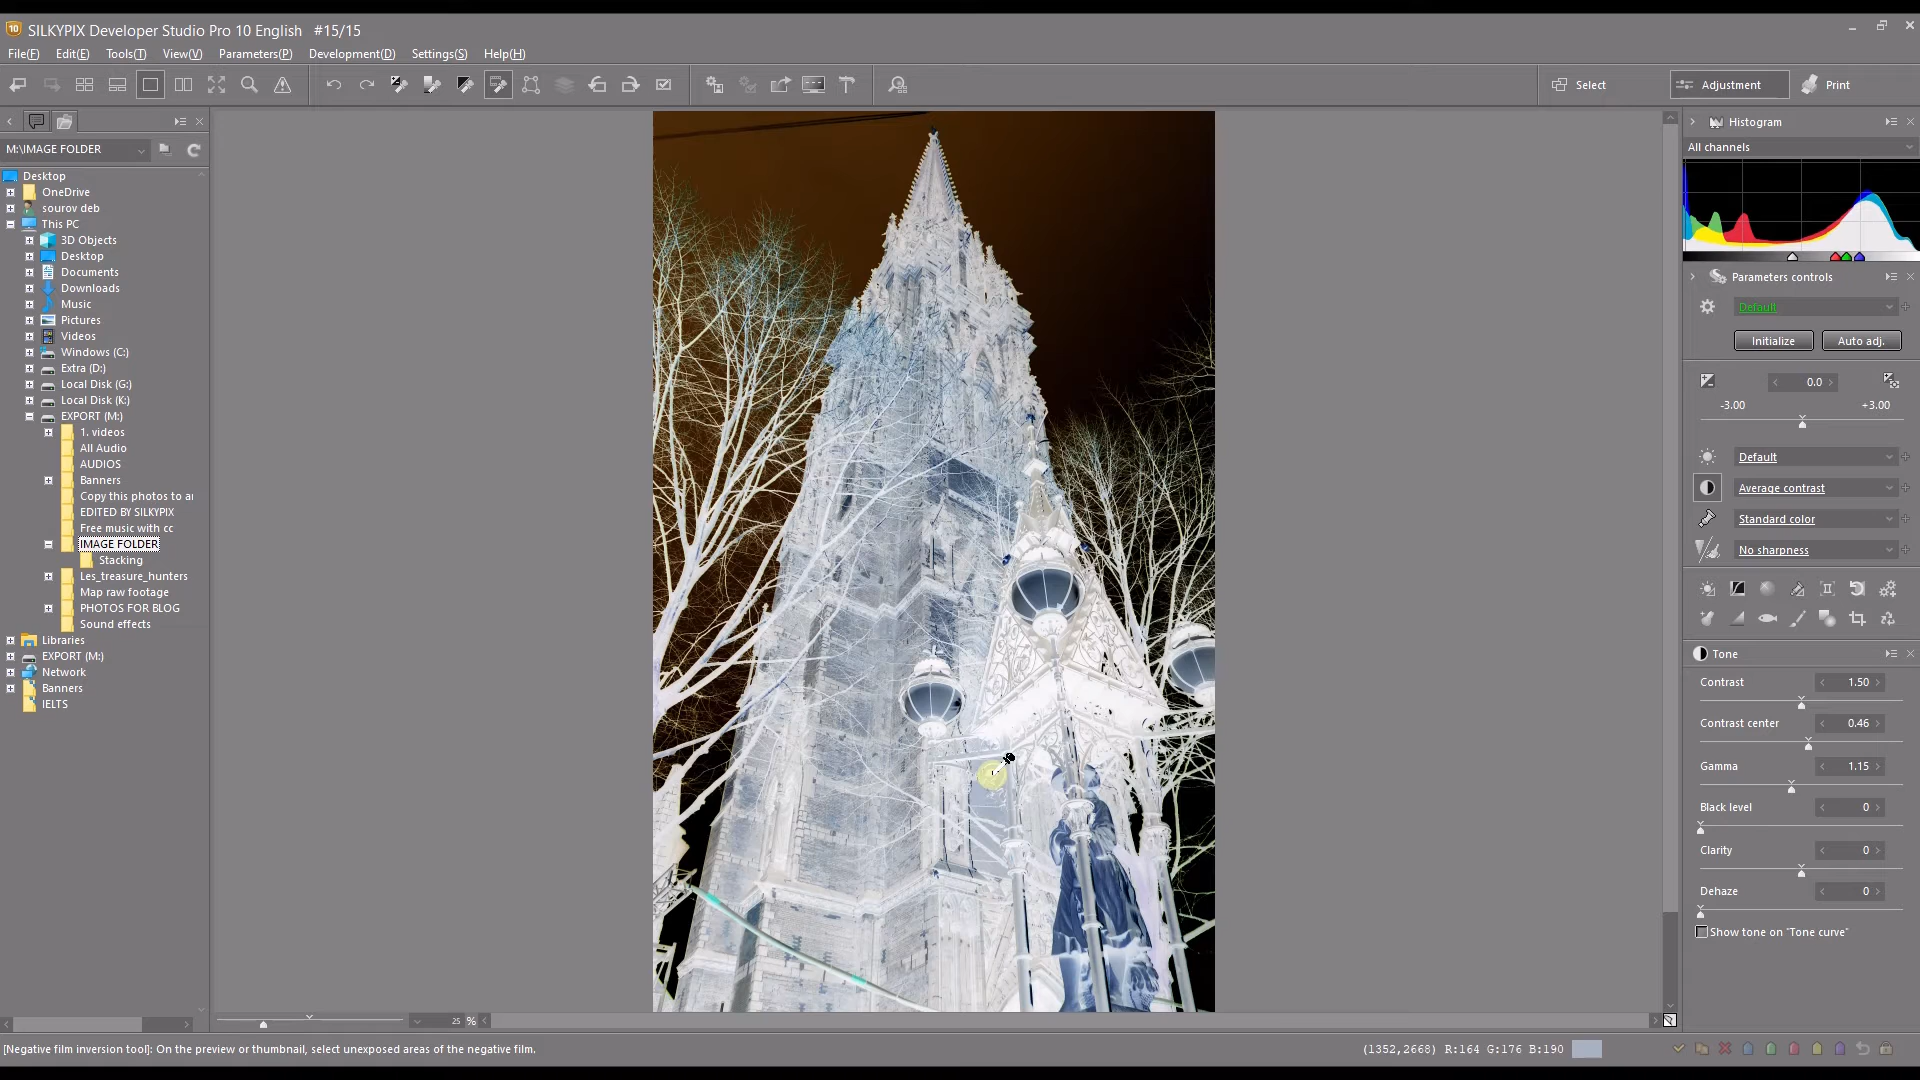 SILKYPIX Developer Studio Pro 10 English #15/15
File(F) Edit(E) Tools(T) View(V) Parameters(P) Development(D) Settings(S) Help(H)
Select Adjustment Print
M:\IMAGE FOLDER
Desktop
OneDrive
sourov deb
This PC
3D Objects
Desktop
Documents
Downloads
Music
Pictures
Videos
Windows (C:)
Extra (D:)
Local Disk (G:)
Local Disk (K:)
EXPORT (M:)
1. videos
All Audio
AUDIOS
Banners
Copy this photos to a
EDITED BY SILKYPIX
Free music with cc
IMAGE FOLDER
Stacking
Les_treasure_hunters
Map raw footage
PHOTOS FOR BLOG
Sound effects
Libraries
EXPORT (M:)
Network
Banners
IELTS
25 %
Histogram
All channels
Parameters controls
Default
Initialize Auto adj.
0.0
-3.00 +3.00
Default
Average contrast
Standard color
No sharpness
Tone
Contrast 1.50
Contrast center 0.46
Gamma 1.15
Black level 0
Clarity 0
Dehaze 0
Show tone on "Tone curve"
[Negative film inversion tool]: On the preview or thumbnail, select unexposed areas of the negative film.
(1352,2668) R:164 G:176 B:190